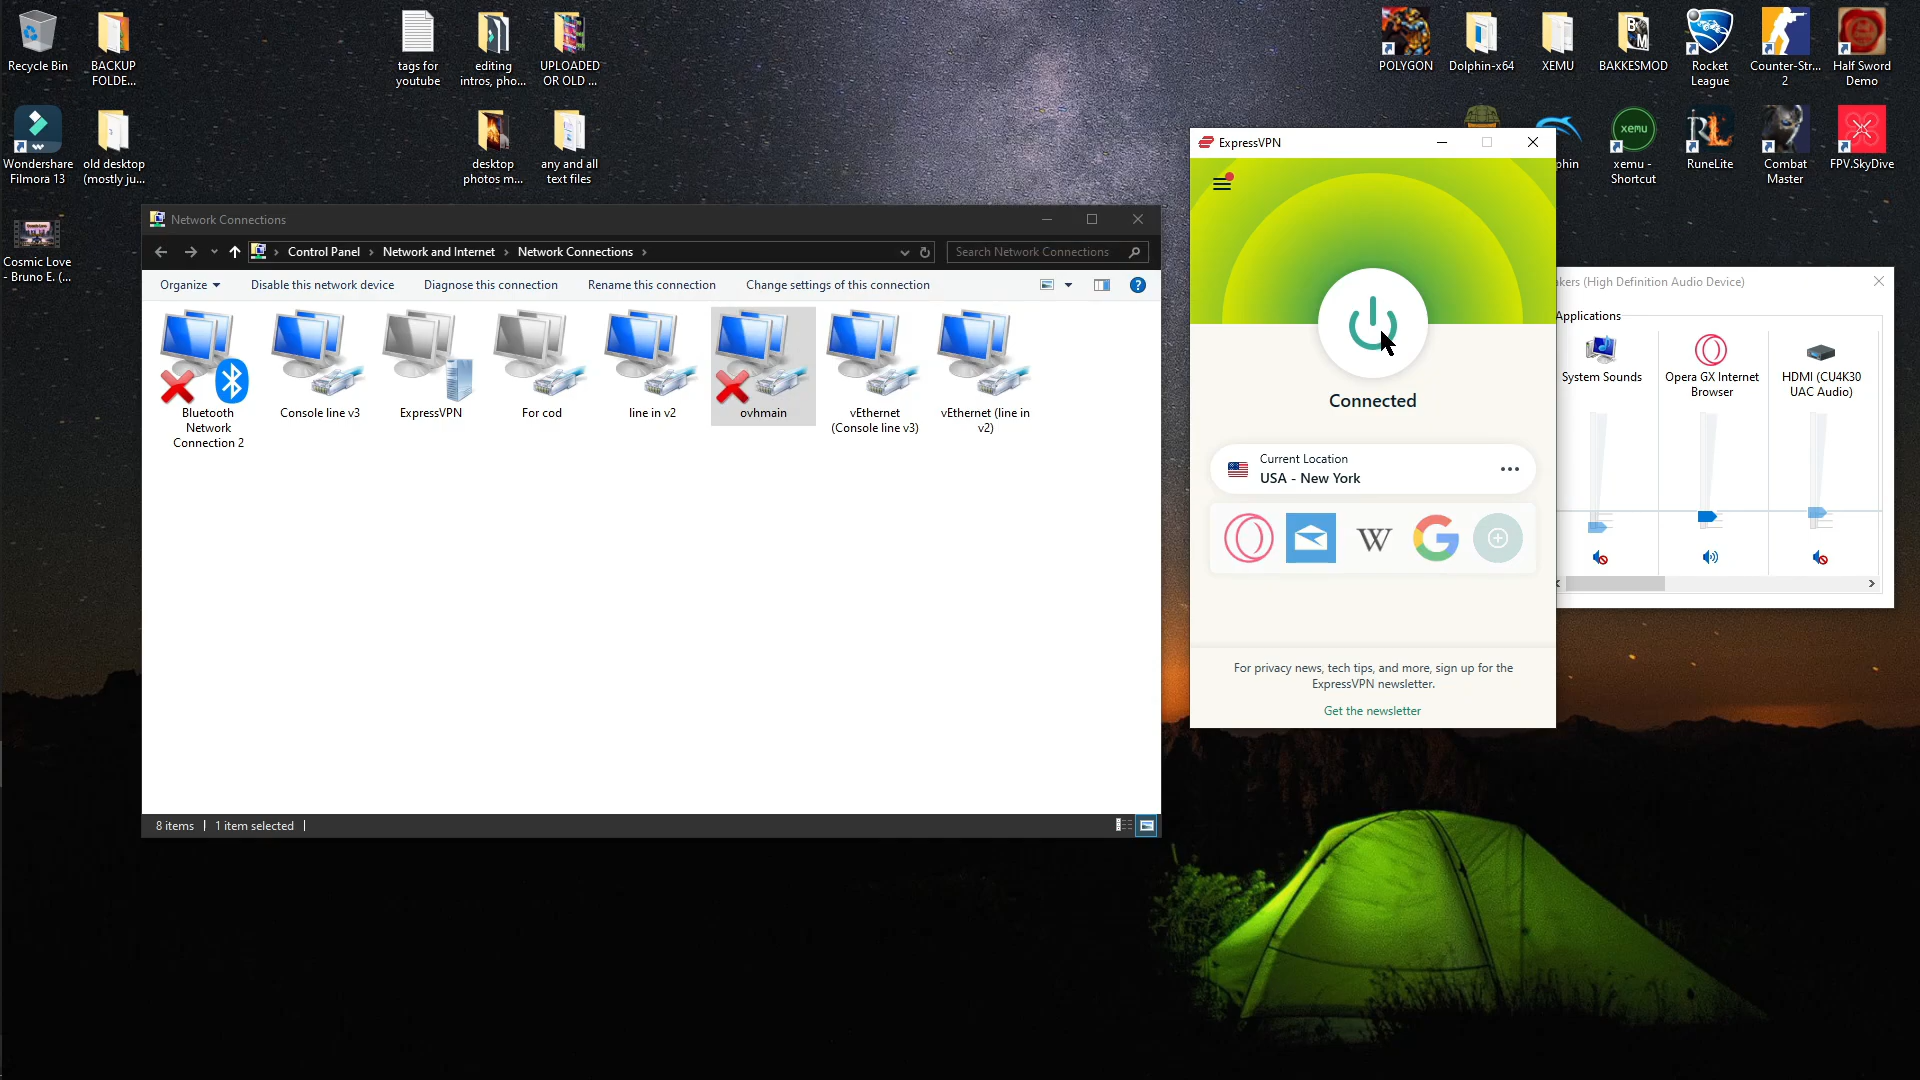 Recycle Bin
BACKUP
FOLDE...
tags for
youtube
editing
intros, pho...
UPLOADED
OR OLD ...
POLYGON
Dolphin-x64
XEMU
BAKKESMOD
Rocket
League
Counter-Str...
2
Half Sword
Demo
Wondershare
Filmora 13
old desktop
(mostly ju...
desktop
photos m...
any and all
text files
phin
xemu
xemu -
Shortcut
RuneLite
Combat
Master
FPV.SkyDive
Cosmic Love
- Bruno E. (...
Network Connections
Control Panel > Network and Internet > Network Connections >
Search Network Connections
Organize
Disable this network device
Diagnose this connection
Rename this connection
Change settings of this connection
Bluetooth
Network
Connection 2
Console line v3
ExpressVPN
For cod
line in v2
ovhmain
vEthernet
(Console line v3)
vEthernet (line in
v2)
8 items
1 item selected
ExpressVPN
Connected
Current Location
USA - New York
W
G
For privacy news, tech tips, and more, sign up for the
ExpressVPN newsletter.
Get the newsletter
akers (High Definition Audio Device)
Applications
System Sounds
Opera GX Internet
Browser
HDMI (CU4K30
UAC Audio)